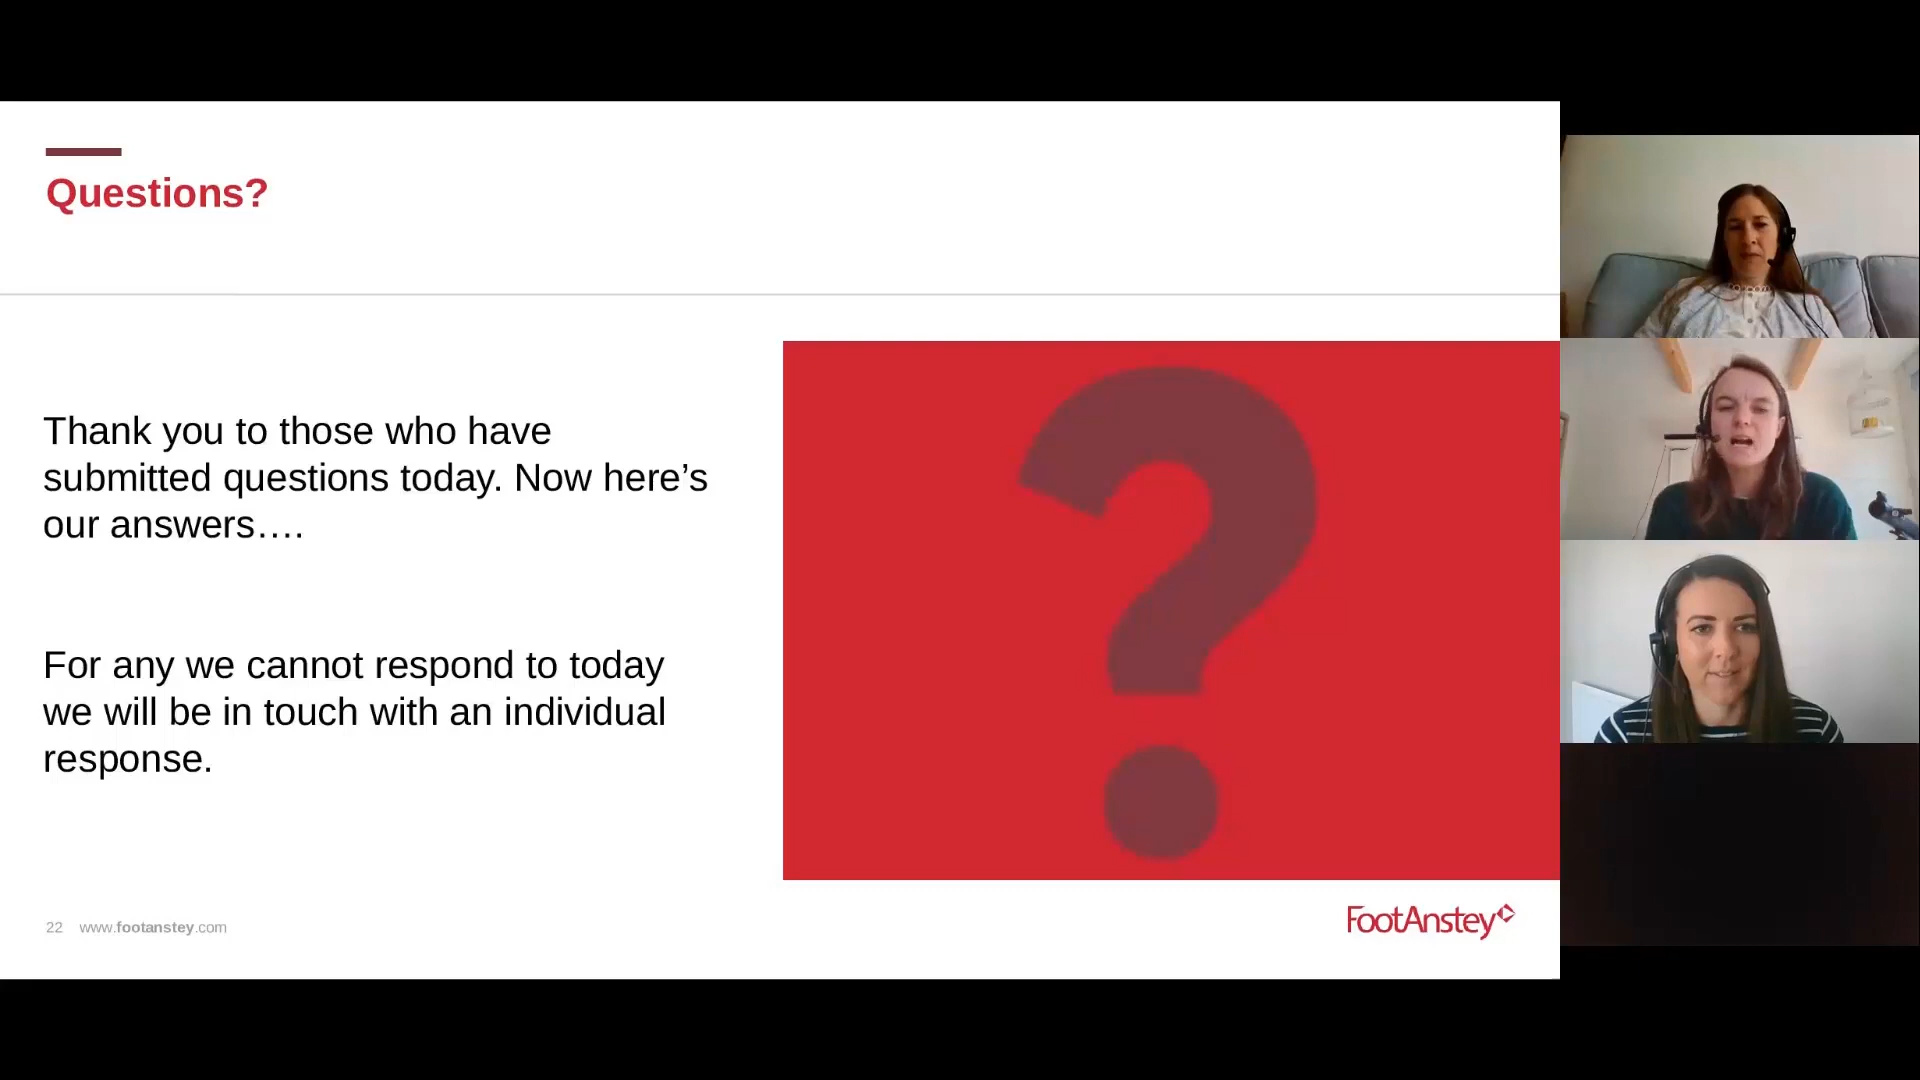 Questions?
Thank you to those who have
submitted questions today. Now here’s
our answers….
For any we cannot respond to today
we will be in touch with an individual
response.
?
22 www.footanstey.com
FootAnstey